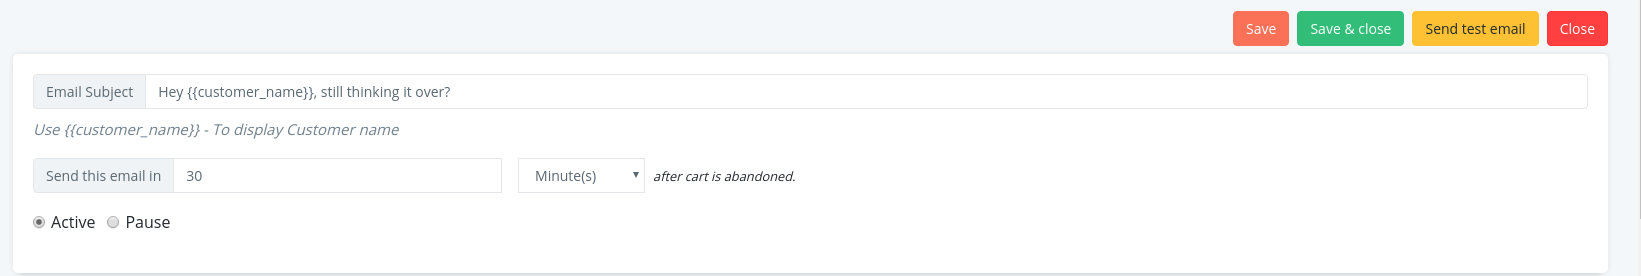 Save Save & close Send test email Close
Email Subject Hey {{customer_name}}, still thinking it over?
Use {{customer_name}} - To display Customer name
Send this email in 30 Minute(s) after cart is abandoned.
Active Pause